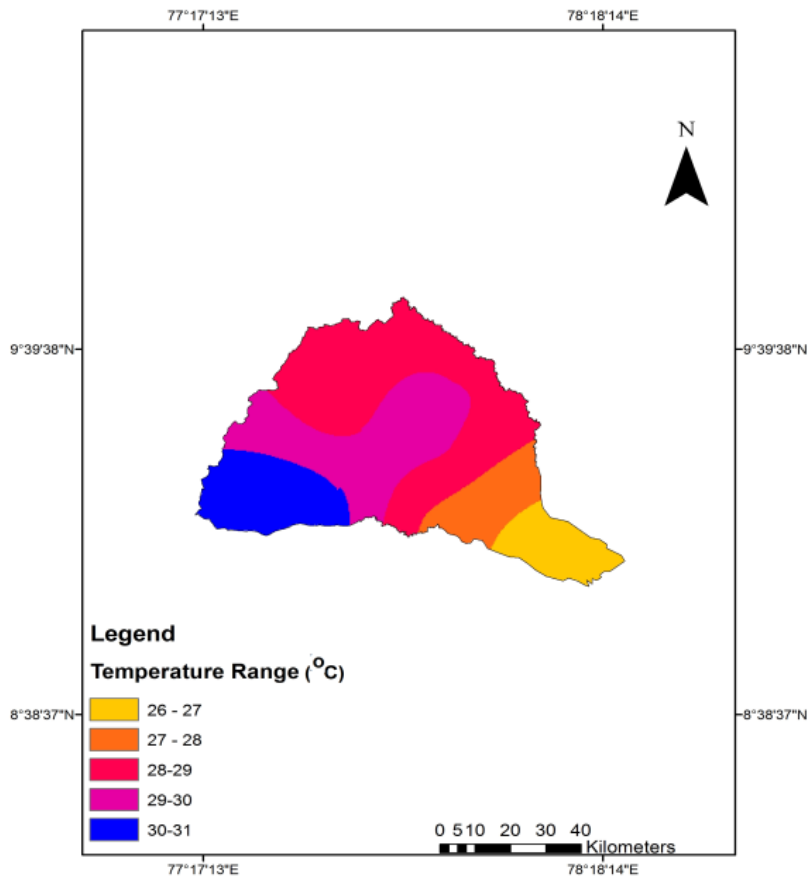 77°17'13"E 78°18'14"E
N
9°39'38"N 9°39'38"N
Legend
Temperature Range (°C)
8°38'37"N 8°38'37"N
26 - 27
27 - 28
28-29
29-30
30-31
0 5 10 20 30 40
Kilometers
77°17'13"E 78°18'14"E